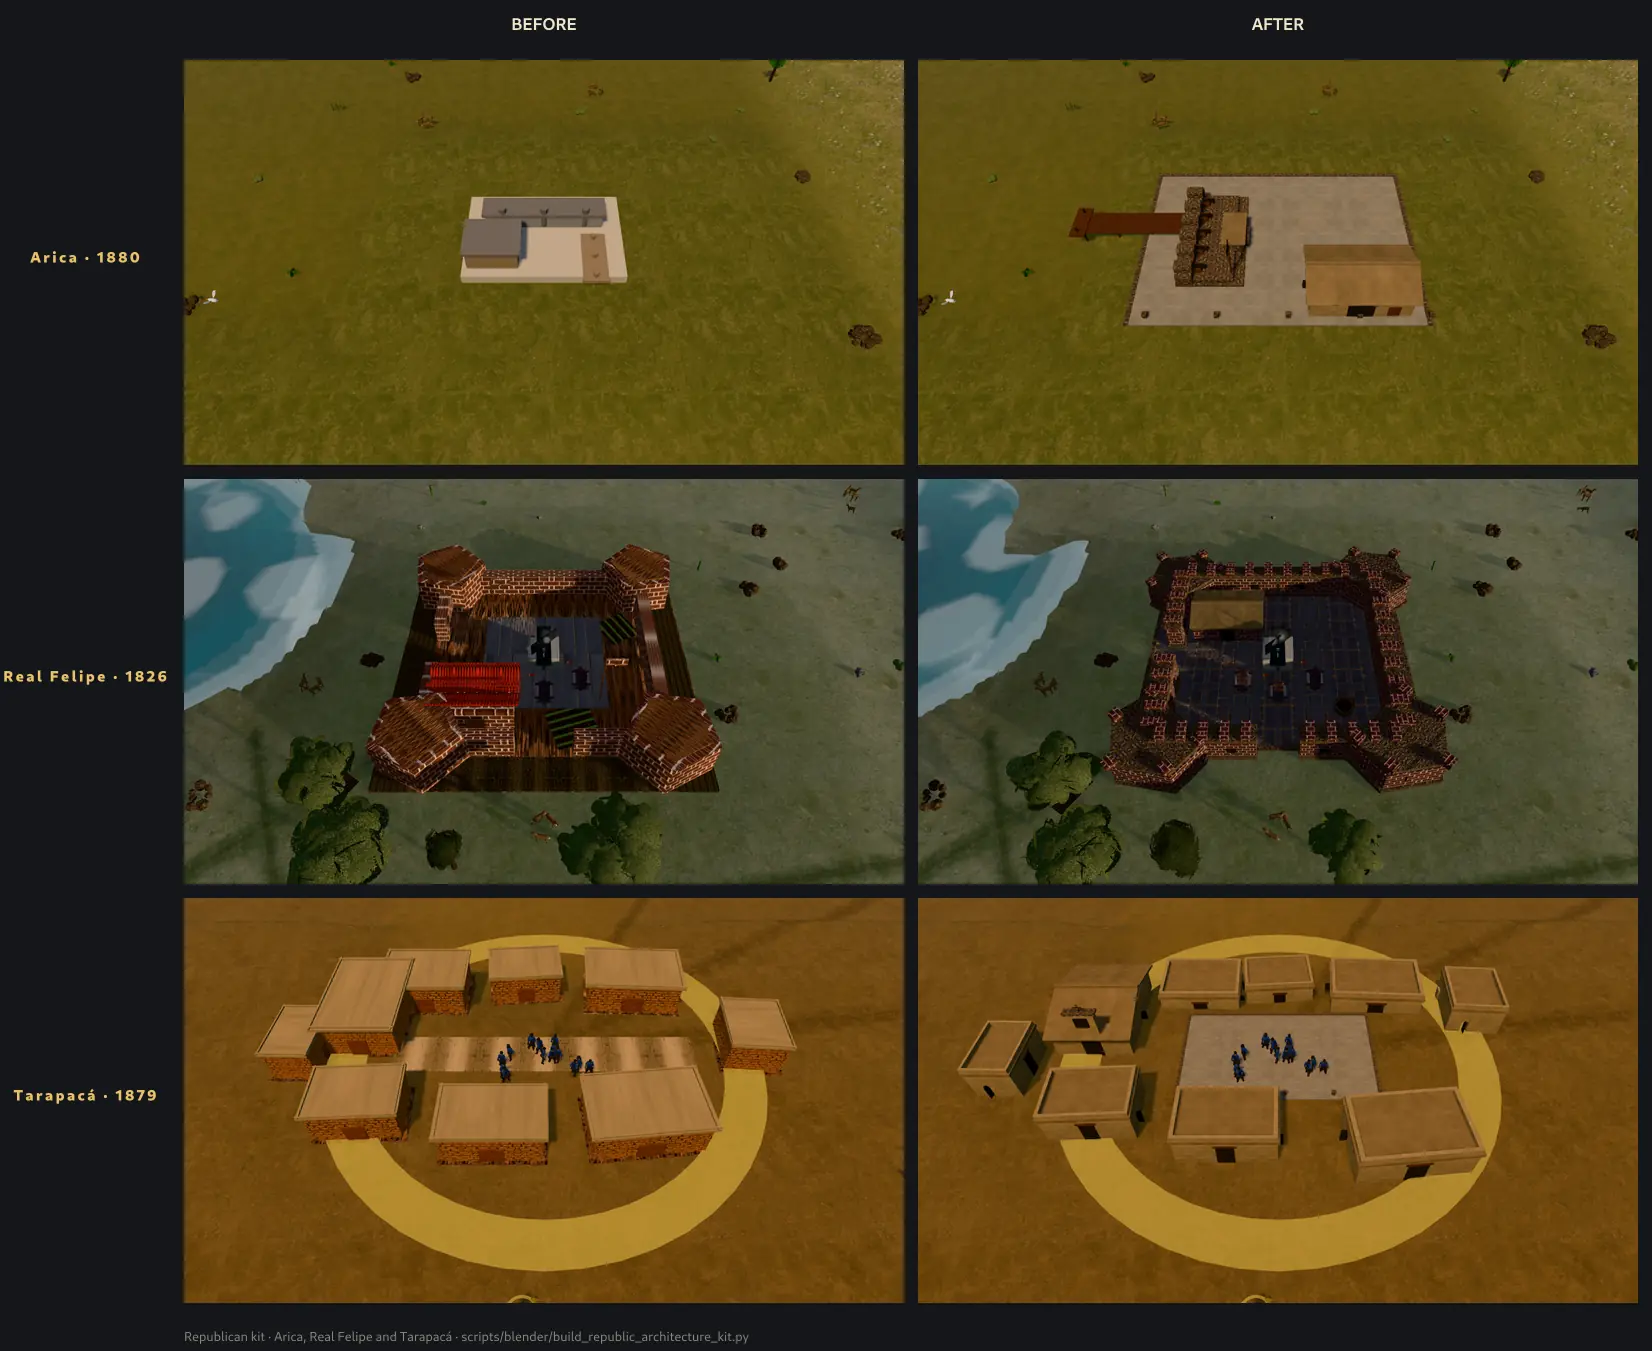 BEFORE
AFTER
Arica · 1880
Real Felipe · 1826
Tarapacá · 1879
Republican kit · Arica, Real Felipe and Tarapacá · scripts/blender/build_republic_architecture_kit.py